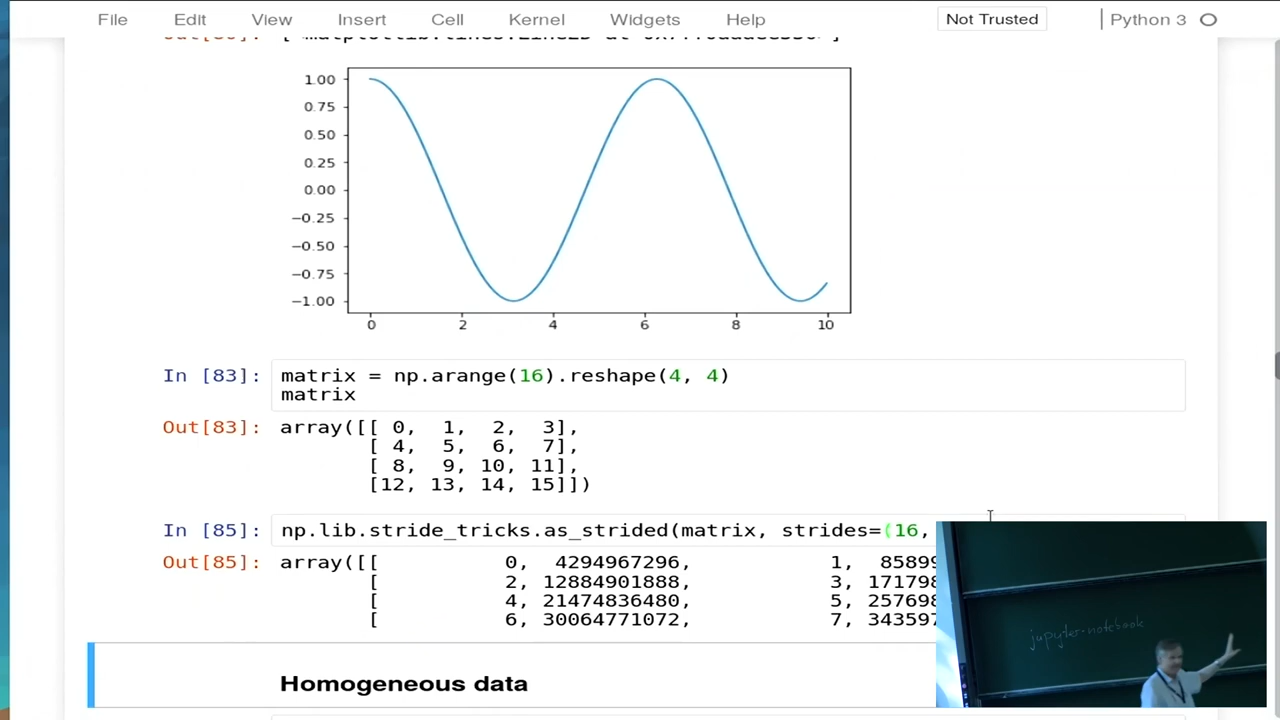 File Edit View Insert Cell Kernel Widgets Help Not Trusted Python 3
1.00
0.75
0.50
0.25
0.00
−0.25
−0.50
−0.75
−1.00
0 2 4 6 8 10
In [83]: matrix = np.arange(16).reshape(4, 4)
matrix
Out[83]: array([[ 0, 1, 2, 3],
[ 4, 5, 6, 7],
[ 8, 9, 10, 11],
[12, 13, 14, 15]])
In [85]: np.lib.stride_tricks.as_strided(matrix, strides=(16,
Out[85]: array([[ 0, 4294967296, 1, 85899
[ 2, 12884901888, 3, 171798
[ 4, 21474836480, 5, 257698
[ 6, 30064771072, 7, 343597
jupyter-notebook
Homogeneous data